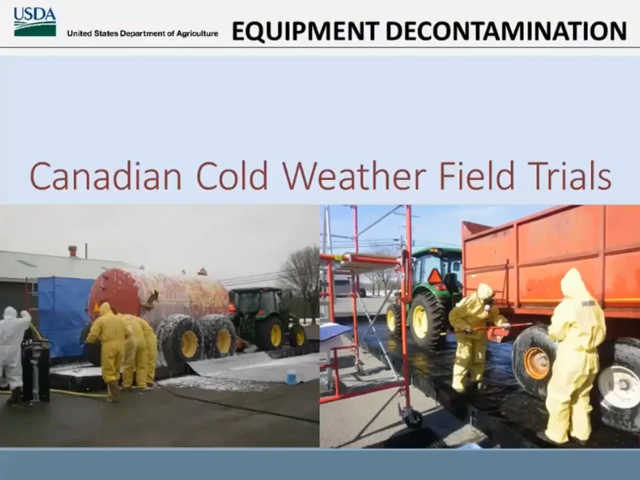 USDA
United States Department of Agriculture
EQUIPMENT DECONTAMINATION
Canadian Cold Weather Field Trials